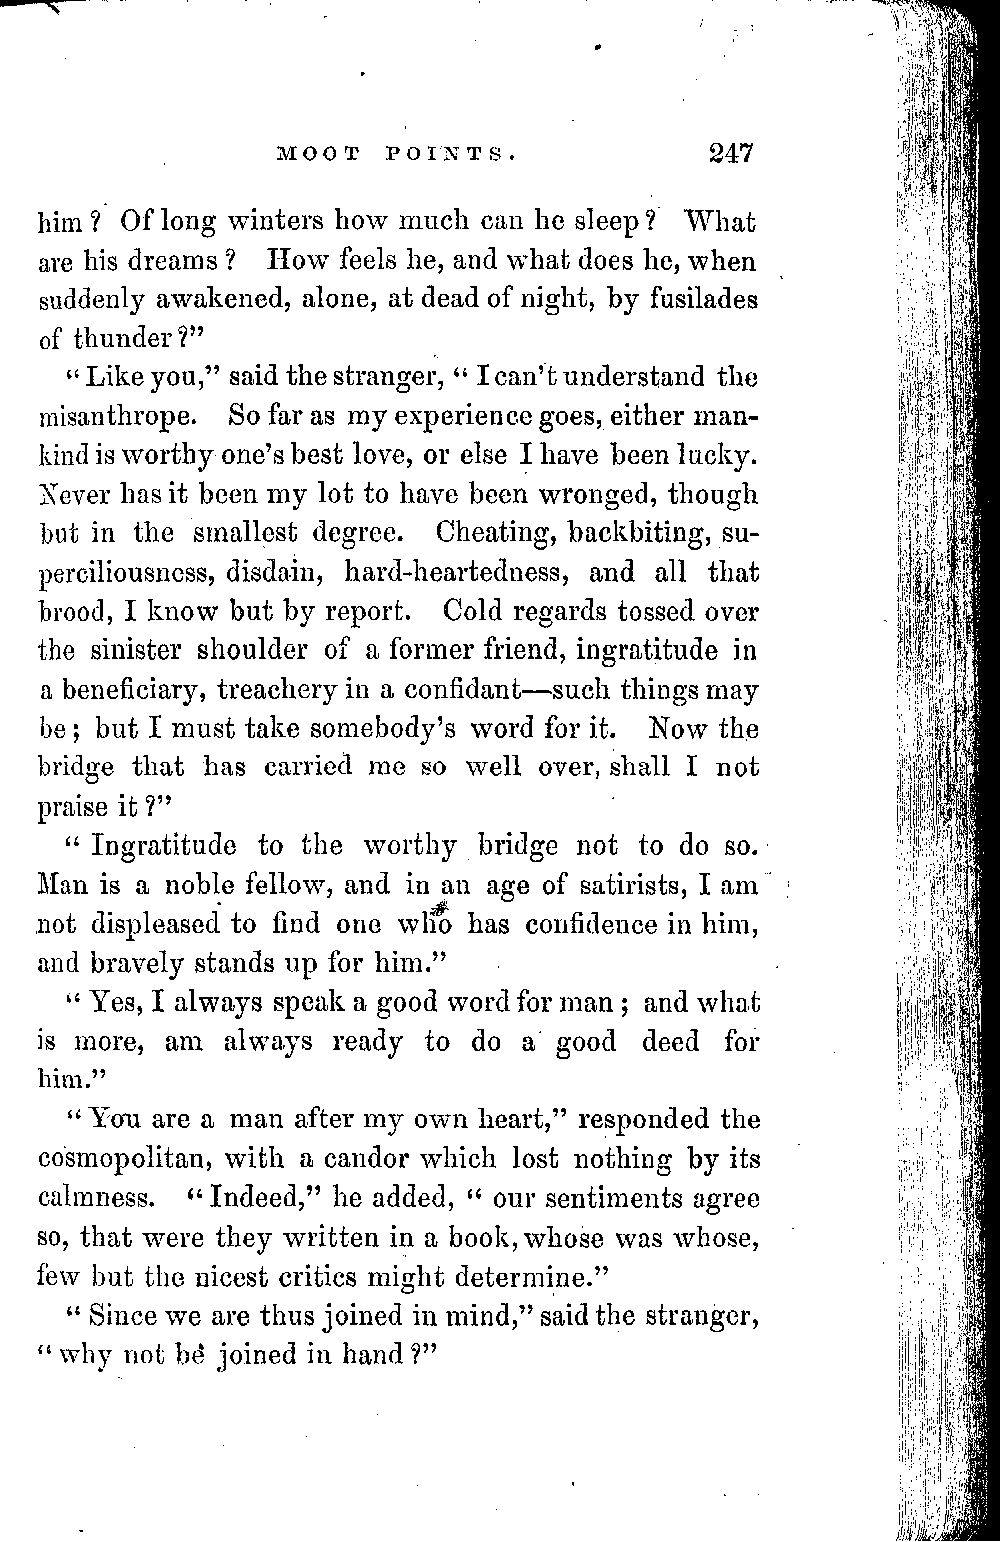 MOOT POINTS. 247
him? Of long winters how much can he sleep? What
are his dreams? How feels he, and what does he, when
suddenly awakened, alone, at dead of night, by fusilades
of thunder?"
"Like you," said the stranger, "I can't understand the
misanthrope. So far as my experience goes, either man-
kind is worthy one's best love, or else I have been lucky.
Never has it been my lot to have been wronged, though
but in the smallest degree. Cheating, backbiting, su-
perciliousness, disdain, hard-heartedness, and all that
brood, I know but by report. Cold regards tossed over
the sinister shoulder of a former friend, ingratitude in
a beneficiary, treachery in a confidant—such things may
be; but I must take somebody's word for it. Now the
bridge that has carried me so well over, shall I not
praise it?"
"Ingratitude to the worthy bridge not to do so.
Man is a noble fellow, and in an age of satirists, I am
not displeased to find one who has confidence in him,
and bravely stands up for him."
"Yes, I always speak a good word for man; and what
is more, am always ready to do a good deed for
him."
"You are a man after my own heart," responded the
cosmopolitan, with a candor which lost nothing by its
calmness. "Indeed," he added, "our sentiments agree
so, that were they written in a book, whose was whose,
few but the nicest critics might determine."
"Since we are thus joined in mind," said the stranger,
"why not be joined in hand?"